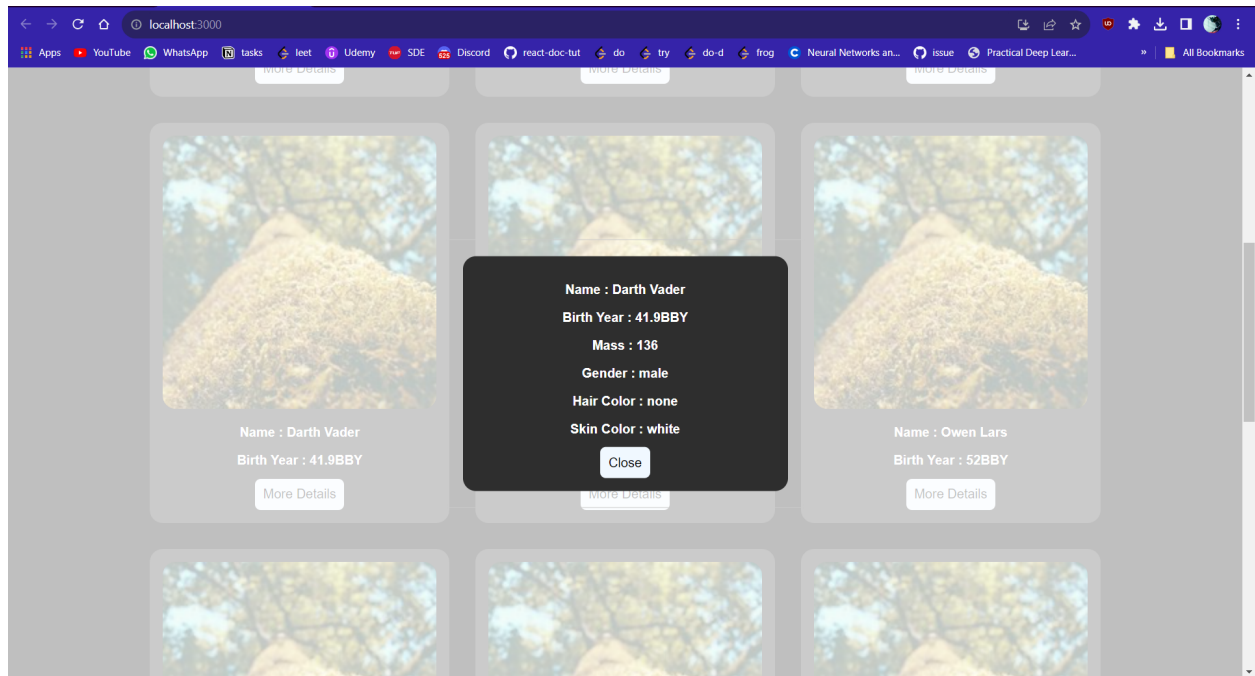 localhost:3000
Apps YouTube WhatsApp tasks leet Udemy SDE Discord react-doc-tut do try do-d frog Neural Networks an... issue Practical Deep Lear... » All Bookmarks
More Details More Details More Details
Name : Darth Vader
Birth Year : 41.9BBY
Mass : 136
Gender : male
Hair Color : none
Skin Color : white
Close
Name : Darth Vader
Birth Year : 41.9BBY
More Details
More Details
Name : Owen Lars
Birth Year : 52BBY
More Details